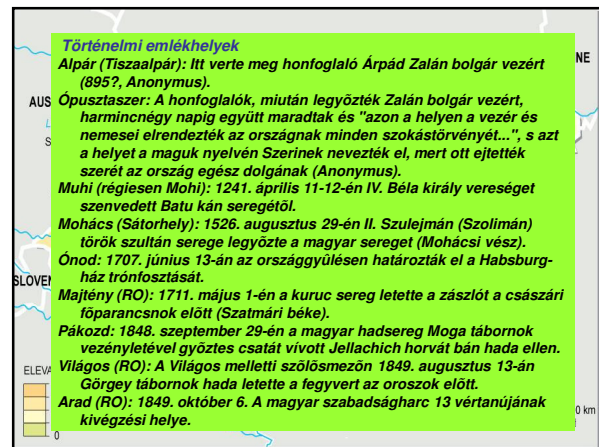 Történelmi emlékhelyek
Alpár (Tiszaalpár): Itt verte meg honfoglaló Árpád Zalán bolgár vezért
(895?, Anonymus).
Ópusztaszer: A honfoglalók, miután legyõzték Zalán bolgár vezért,
harmincnégy napig együtt maradtak és "azon a helyen a vezér és
nemesei elrendezték az országnak minden szokástörvényét...", s azt
a helyet a maguk nyelvén Szerinek nevezték el, mert ott ejtették
szerét az ország egész dolgának (Anonymus).
Muhi (régiesen Mohi): 1241. április 11-12-én IV. Béla király vereséget
szenvedett Batu kán seregétõl.
Mohács (Sátorhely): 1526. augusztus 29-én II. Szulejmán (Szolimán)
török szultán serege legyõzte a magyar sereget (Mohácsi vész).
Ónod: 1707. június 13-án az országgyûlésen határozták el a Habsburg-
ház trónfosztását.
Majtény (RO): 1711. május 1-én a kuruc sereg letette a zászlót a császári
fõparancsnok elõtt (Szatmári béke).
Pákozd: 1848. szeptember 29-én a magyar hadsereg Moga tábornok
vezényletével gyõztes csatát vívott Jellachich horvát bán hada ellen.
Világos (RO): A Világos melletti szõlõsmezõn 1849. augusztus 13-án
Görgey tábornok hada letette a fegyvert az oroszok elõtt.
Arad (RO): 1849. október 6. A magyar szabadságharc 13 vértanújának
kivégzési helye.
NE
AUS
L
S
SLOVEN
ELEVA
0
0 km